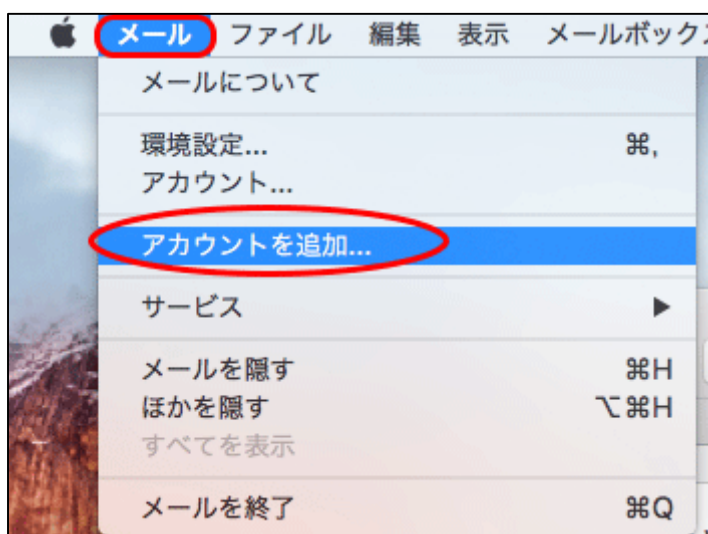 メール ファイル 編集 表示 メールボックス
メールについて
環境設定... ⌘,
アカウント...
アカウントを追加...
サービス ▶
メールを隠す ⌘H
ほかを隠す ⌥⌘H
すべてを表示
メールを終了 ⌘Q